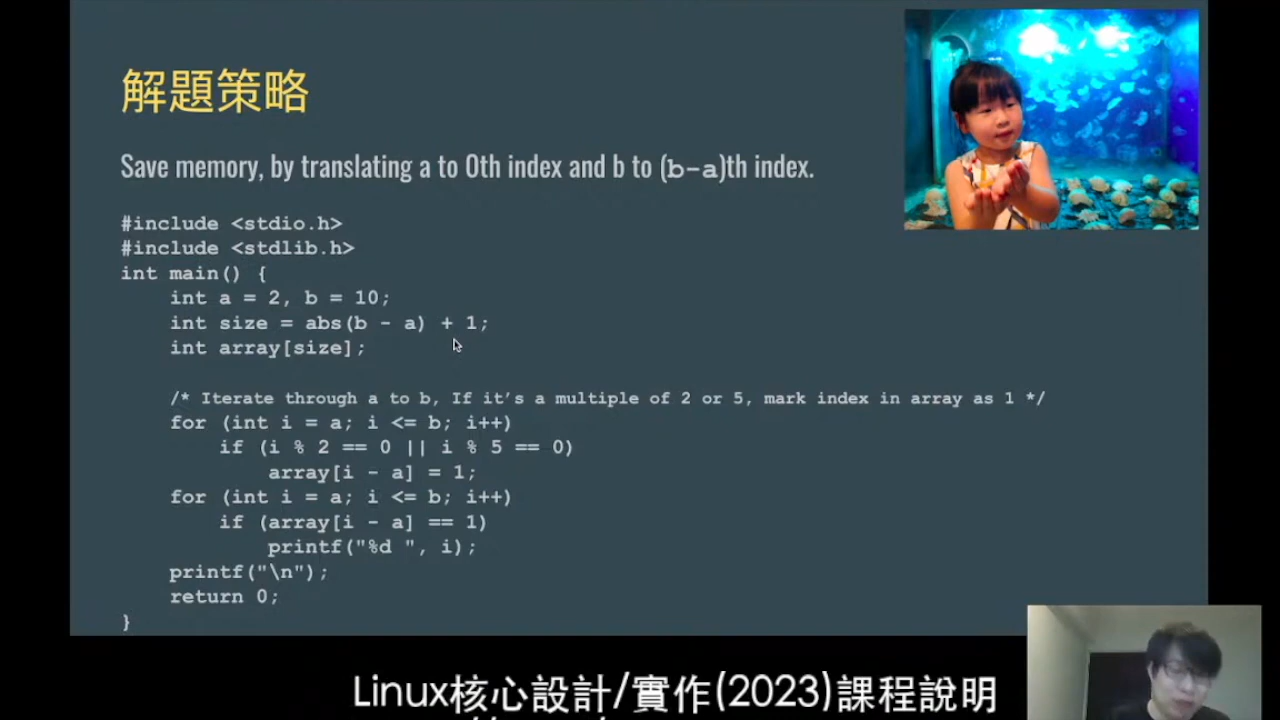 解題策略
Save memory, by translating a to 0th index and b to (b-a)th index.
#include <stdio.h>
#include <stdlib.h>
int main() {
    int a = 2, b = 10;
    int size = abs(b - a) + 1;
    int array[size];
    /* Iterate through a to b, If it’s a multiple of 2 or 5, mark index in array as 1 */
    for (int i = a; i <= b; i++)
        if (i % 2 == 0 || i % 5 == 0)
            array[i - a] = 1;
    for (int i = a; i <= b; i++)
        if (array[i - a] == 1)
            printf("%d ", i);
    printf("\n");
    return 0;
}
Linux核心設計/實作(2023)課程說明